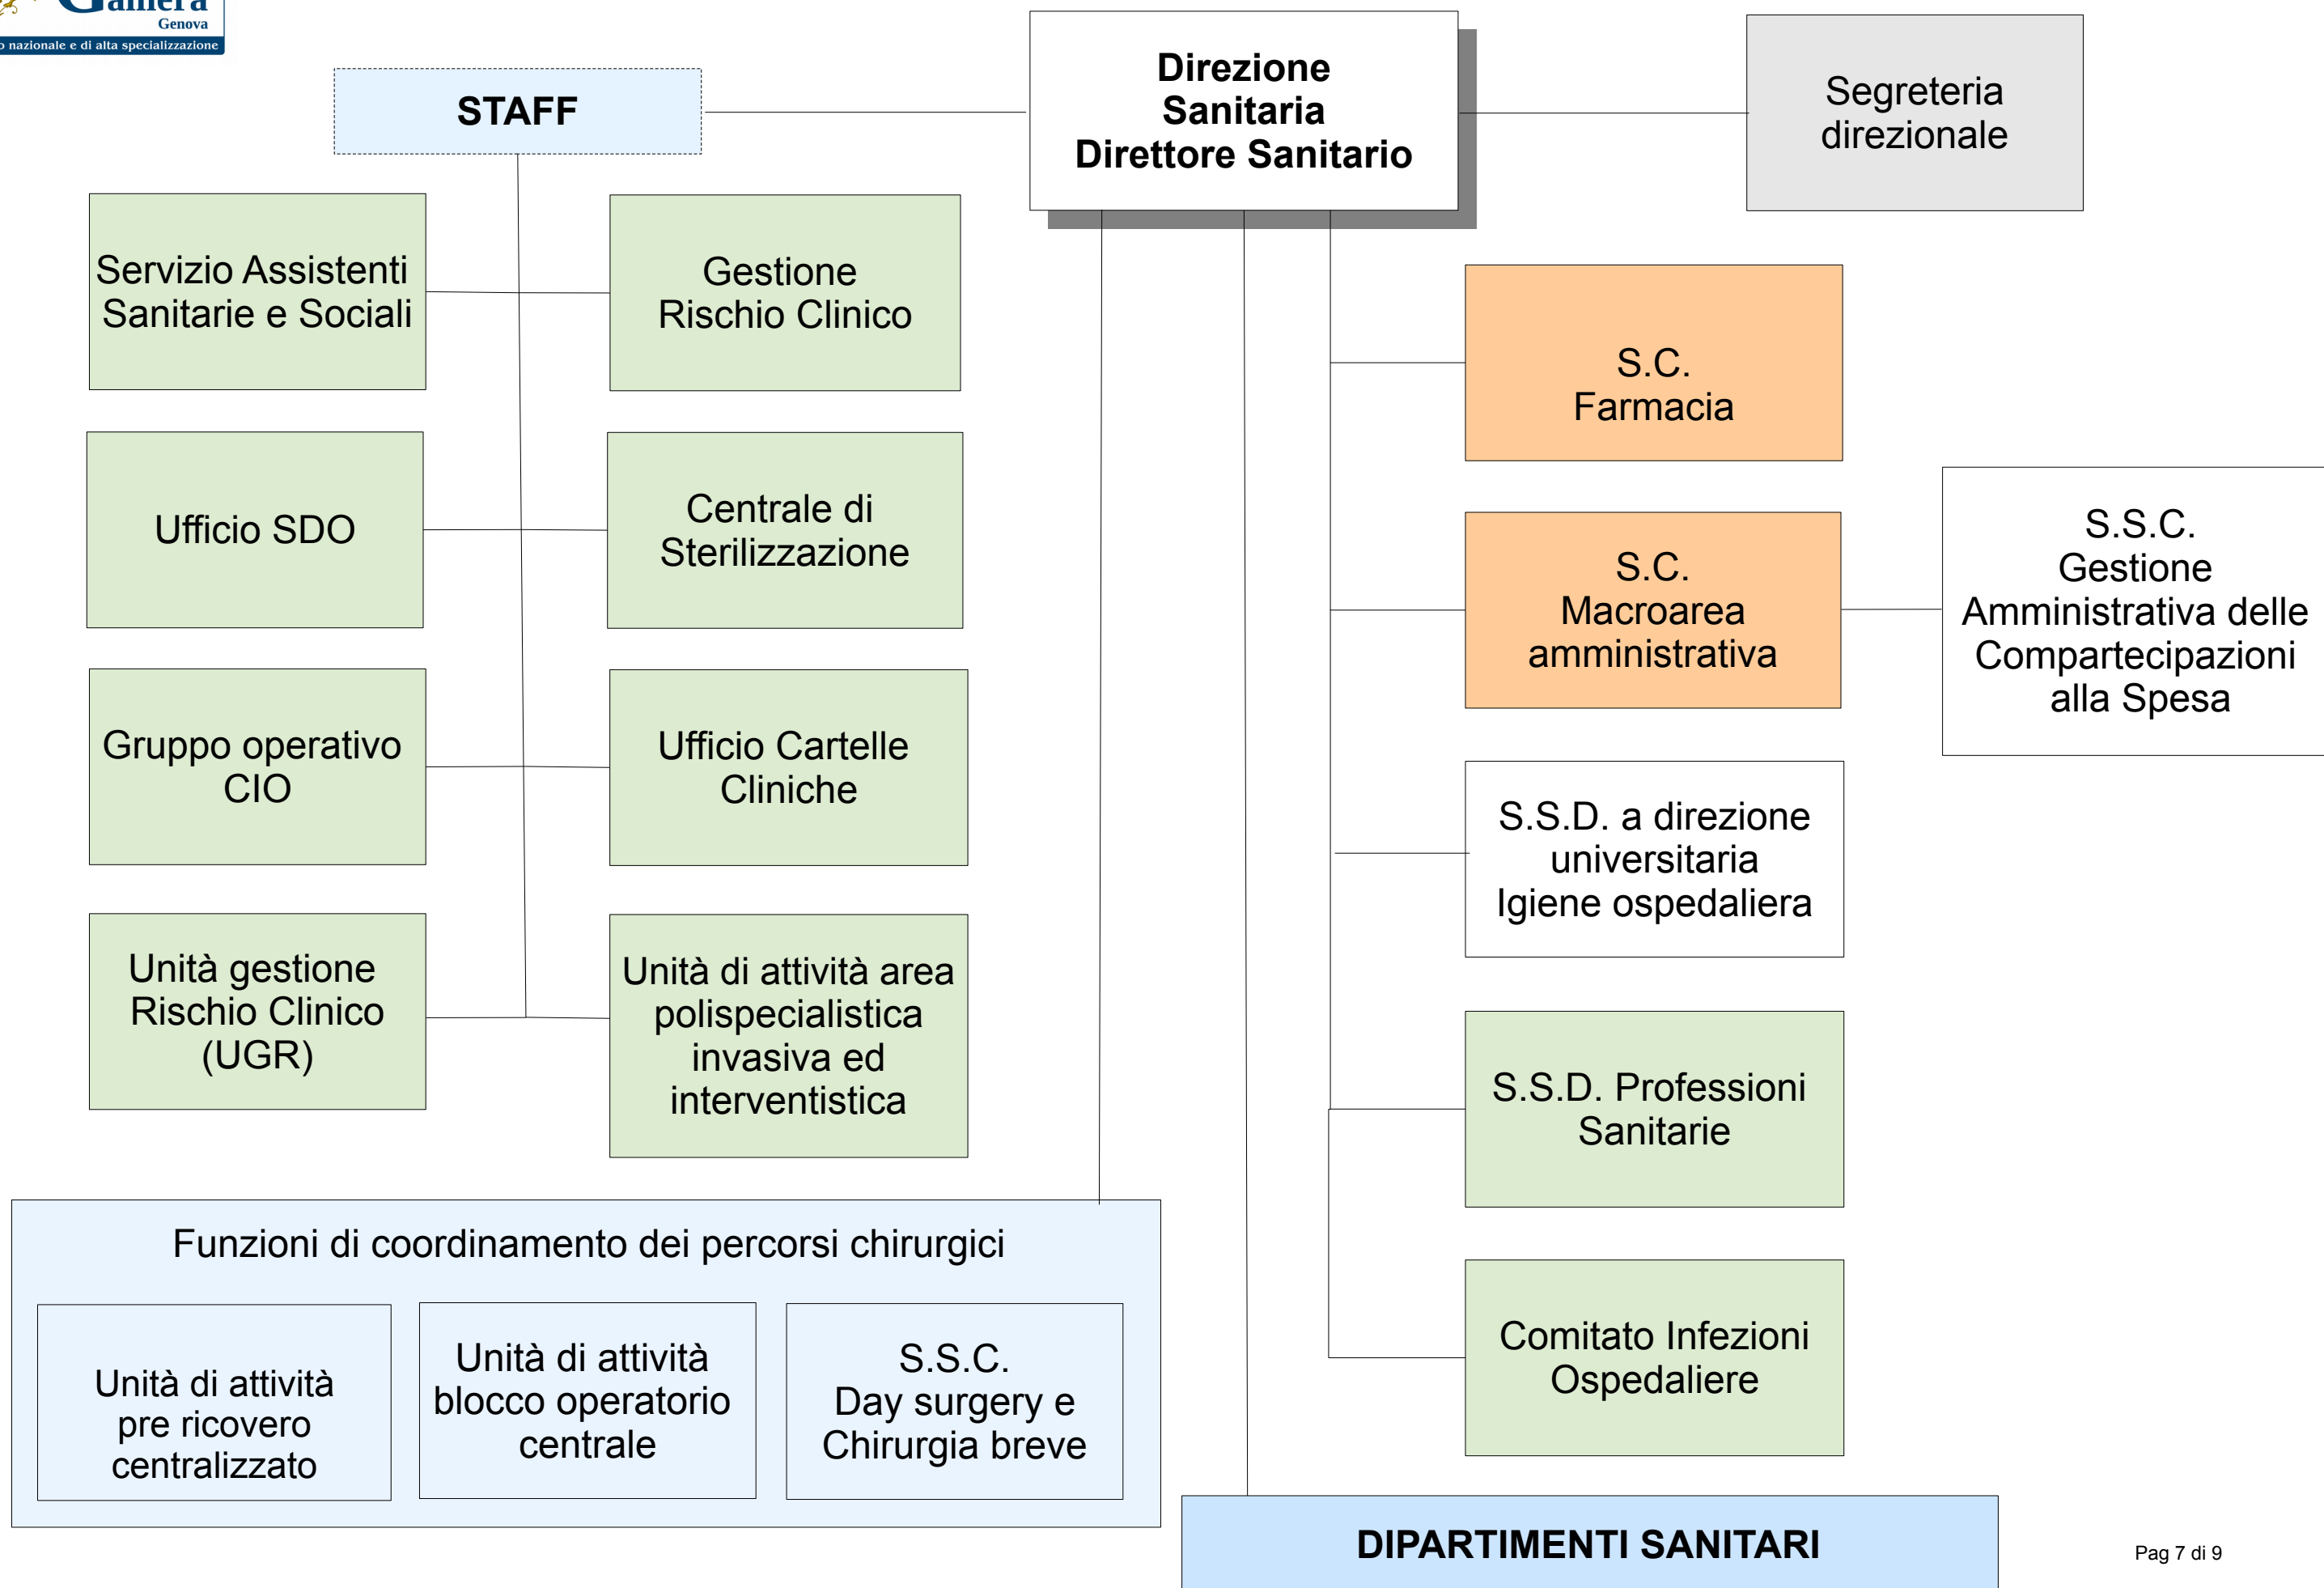 Genova
nazionale e di alta specializzazione
STAFF
Direzione
Sanitaria
Direttore Sanitario
Segreteria
direzionale
Servizio Assistenti
Sanitarie e Sociali
Gestione
Rischio Clinico
S.C.
Farmacia
Ufficio SDO
Centrale di
Sterilizzazione
S.C.
Macroarea
amministrativa
S.S.C.
Gestione
Amministrativa delle
Compartecipazioni
alla Spesa
Gruppo operativo
CIO
Ufficio Cartelle
Cliniche
S.S.D. a direzione
universitaria
Igiene ospedaliera
Unità gestione
Rischio Clinico
(UGR)
Unità di attività area
polispecialistica
invasiva ed
interventistica
S.S.D. Professioni
Sanitarie
Funzioni di coordinamento dei percorsi chirurgici
Unità di attività
pre ricovero
centralizzato
Unità di attività
blocco operatorio
centrale
S.S.C.
Day surgery e
Chirurgia breve
Comitato Infezioni
Ospedaliere
DIPARTIMENTI SANITARI
Pag 7 di 9